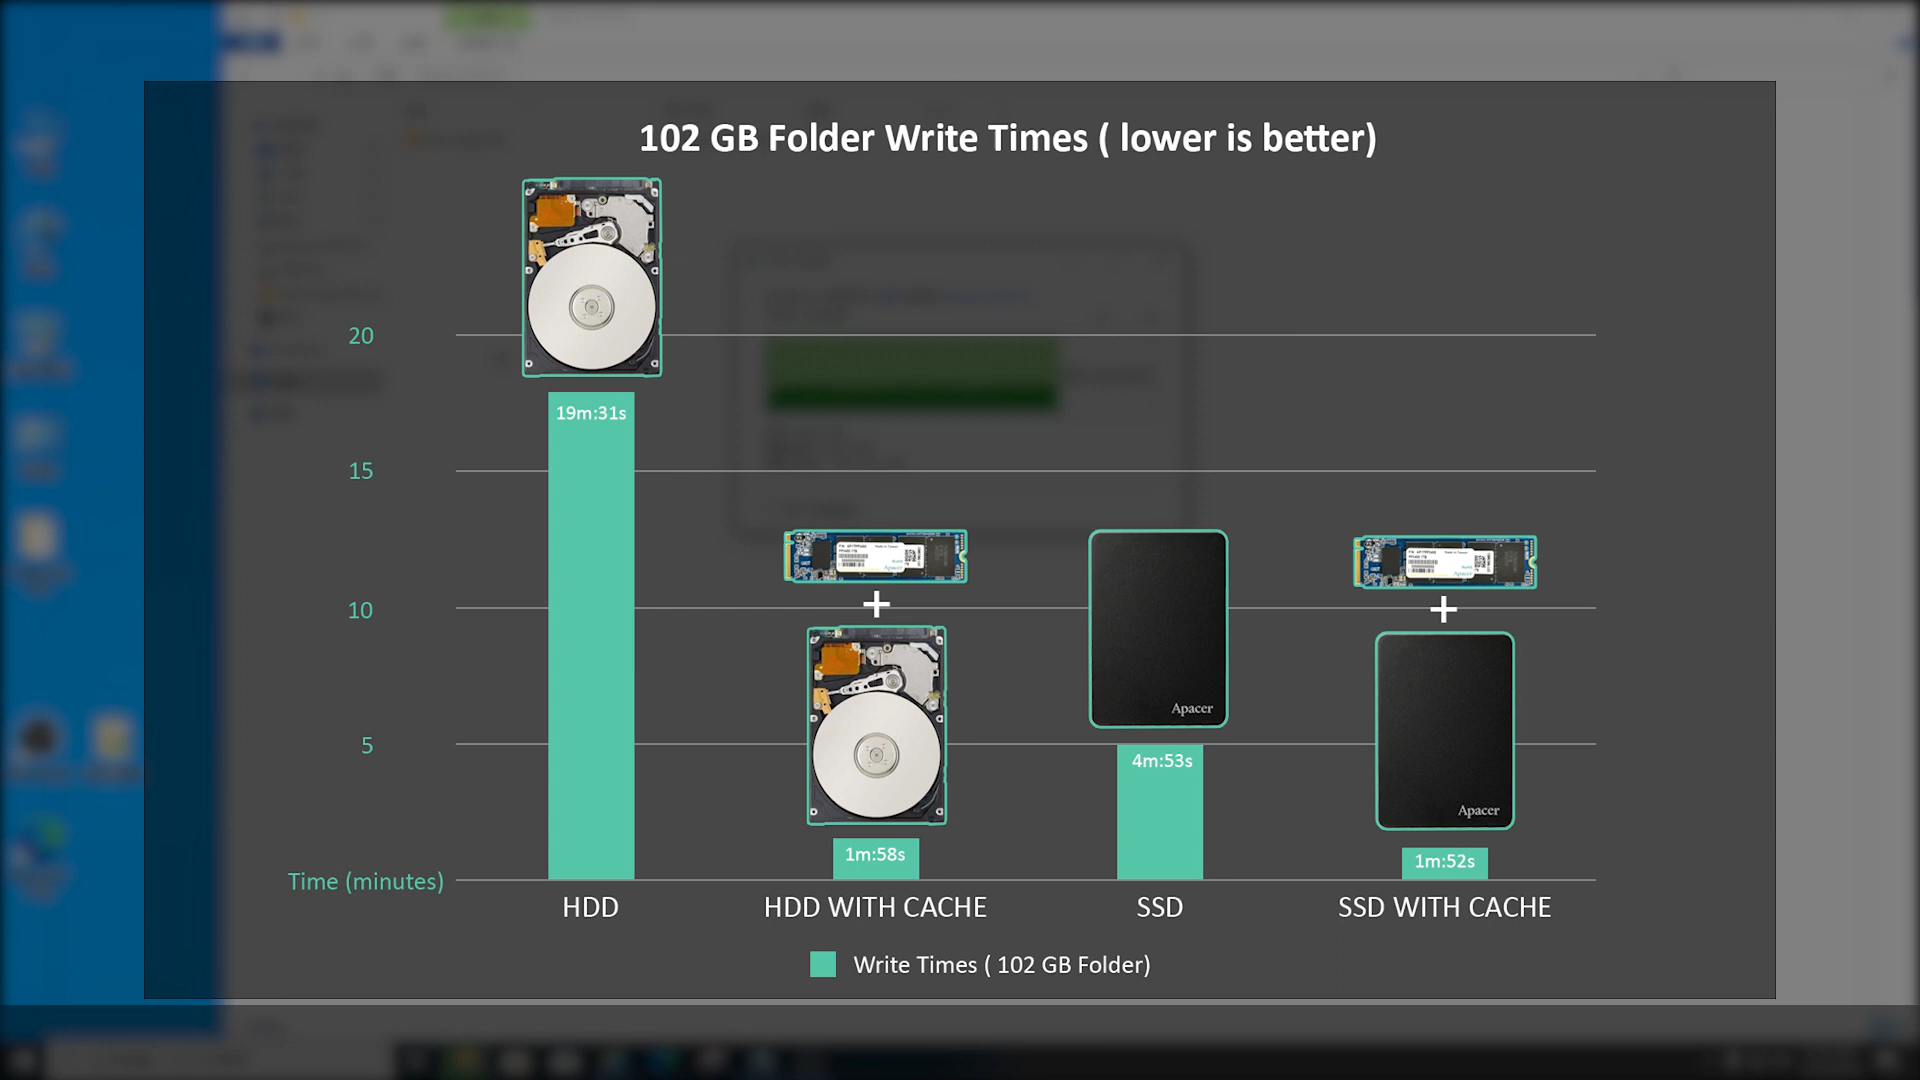 102 GB Folder Write Times ( lower is better)
20
19m:31s
15
10
Apacer
5
4m:53s
Apacer
1m:58s
1m:52s
Time (minutes)
HDD
HDD WITH CACHE
SSD
SSD WITH CACHE
Write Times ( 102 GB Folder)